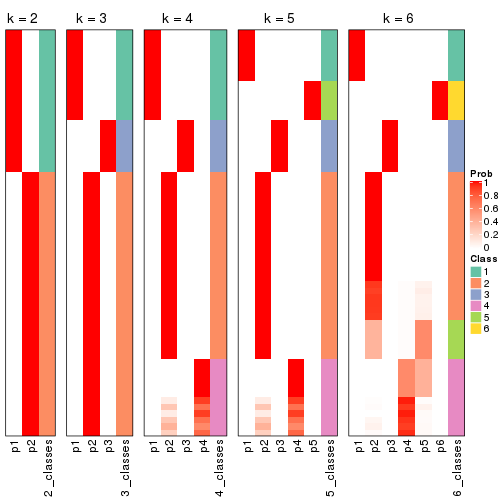 k = 2
k = 3
k = 4
k = 5
k = 6
p1
p2
2_classes
p1
p2
p3
3_classes
p1
p2
p3
p4
4_classes
p1
p2
p3
p4
p5
5_classes
p1
p2
p3
p4
p5
p6
6_classes
Prob
1
0.8
0.6
0.4
0.2
0
Class
1
2
3
4
5
6